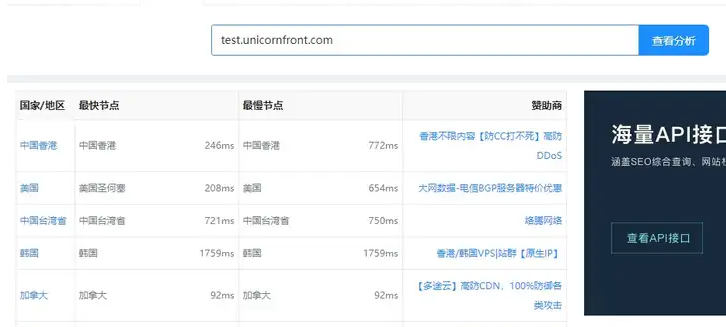 test.unicornfront.com 查看分析
国家/地区 最快节点 最慢节点 赞助商
中国香港 中国香港 246ms 中国香港 772ms 香港不限内容【防CC打不死】高防
DDoS
美国 美国圣何塞 208ms 美国 654ms 大网数据-电信BGP服务器特价优惠
中国台湾省 中国台湾省 721ms 中国台湾省 750ms 烙腾网络
韩国 韩国 1759ms 韩国 1759ms 香港/韩国VPS|站群【原生IP】
加拿大 加拿大 92ms 加拿大 92ms 【多途云】高防CDN、100%防御各
类攻击
海量API接口
涵盖SEO综合查询、网站权
查看API接口